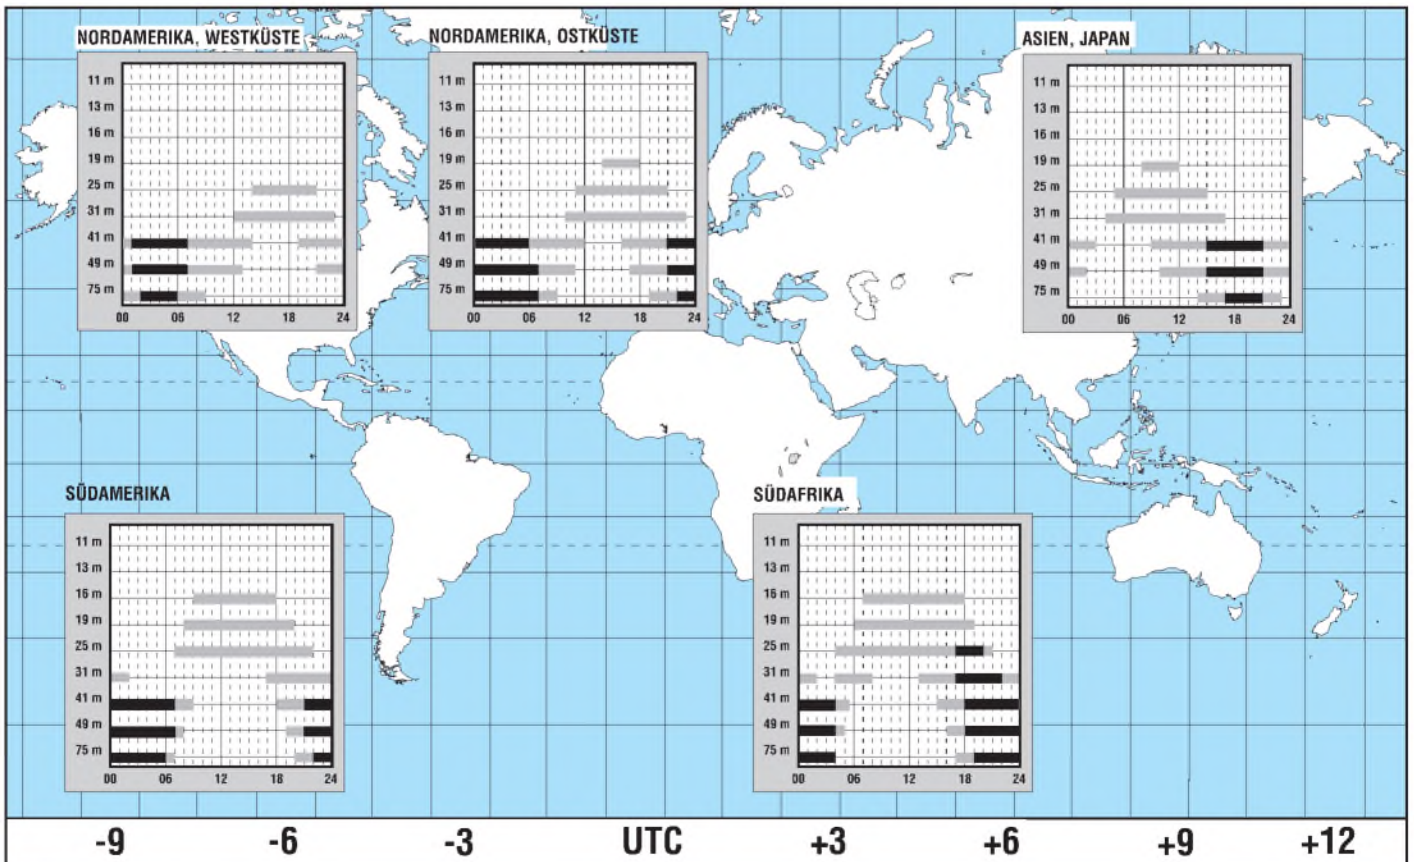 NORDAMERIKA, WESTKÜSTE
11 m
13 m
16 m
19 m
25 m
31 m
41 m
49 m
75 m
00 06 12 18 24
NORDAMERIKA, OSTKÜSTE
11 m
13 m
16 m
19 m
25 m
31 m
41 m
49 m
75 m
00 06 12 18 24
ASIEN, JAPAN
11 m
13 m
16 m
19 m
25 m
31 m
41 m
49 m
75 m
00 06 12 18 24
SÜDAMERIKA
11 m
13 m
16 m
19 m
25 m
31 m
41 m
49 m
75 m
00 06 12 18 24
SÜDAFRIKA
11 m
13 m
16 m
19 m
25 m
31 m
41 m
49 m
75 m
00 06 12 18 24
-9 -6 -3 UTC +3 +6 +9 +12